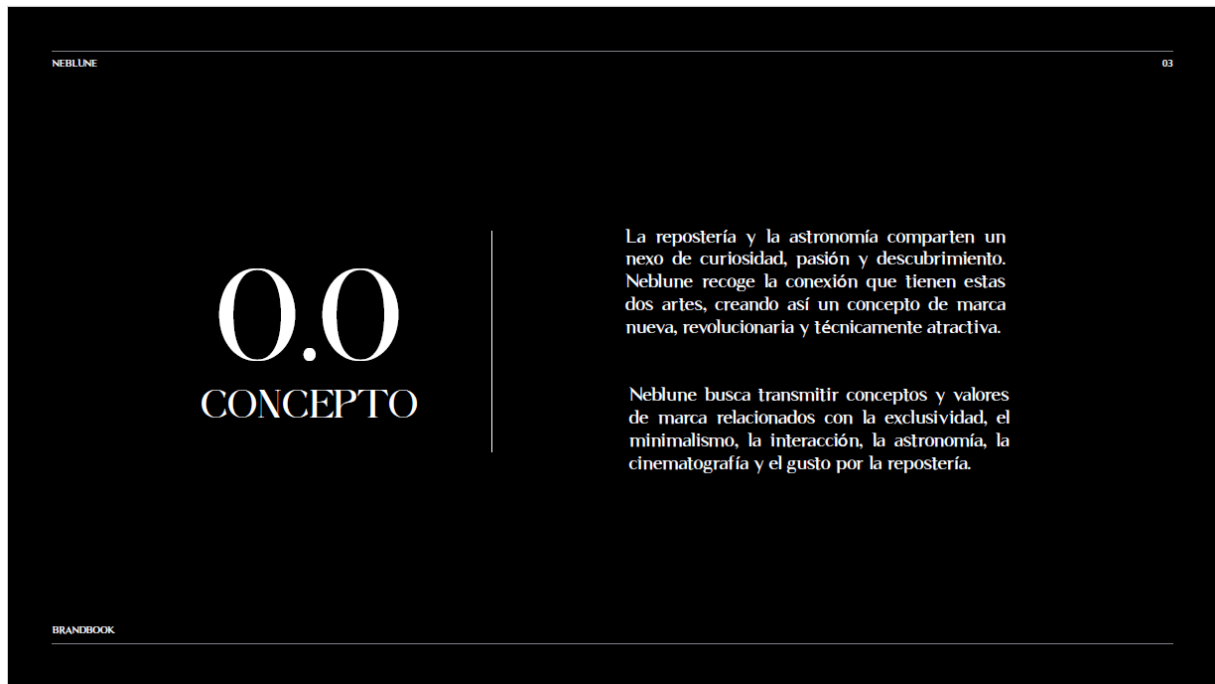 NEBLUNE
03
0.0
CONCEPTO
La repostería y la astronomía comparten un
nexo de curiosidad, pasión y descubrimiento.
Neblune recoge la conexión que tienen estas
dos artes, creando así un concepto de marca
nueva, revolucionaria y técnicamente atractiva.
Neblune busca transmitir conceptos y valores
de marca relacionados con la exclusividad, el
minimalismo, la interacción, la astronomía, la
cinematografía y el gusto por la repostería.
BRANDBOOK